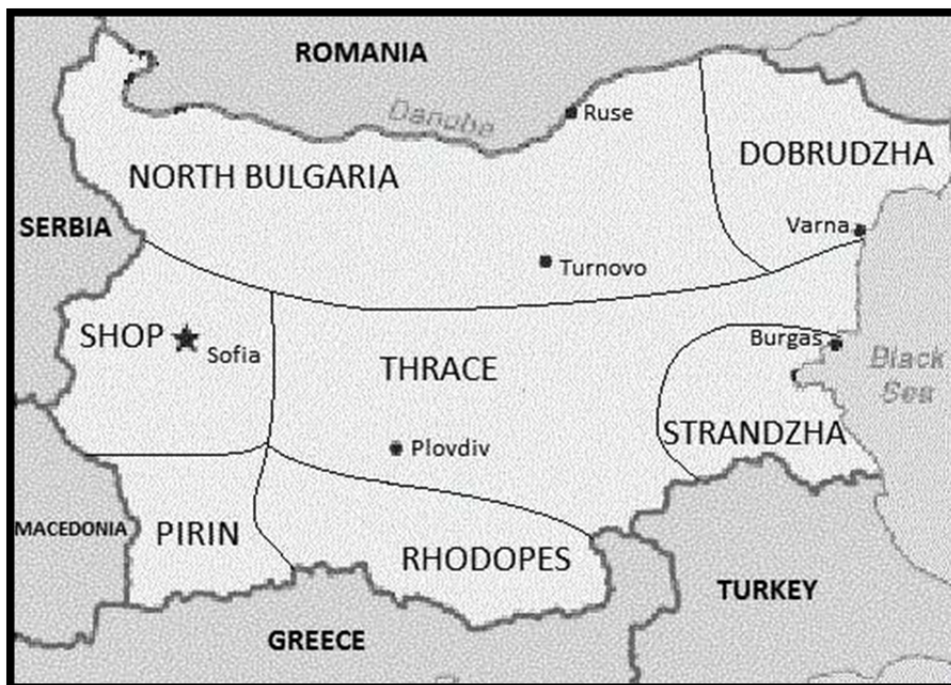 ROMANIA
Danube
Ruse
DOBRUDZHA
NORTH BULGARIA
SERBIA
Varna
Turnovo
SHOP
Sofia
THRACE
Burgas
Black
Sea
STRANDZHA
Plovdiv
MACEDONIA
PIRIN
RHODOPES
TURKEY
GREECE